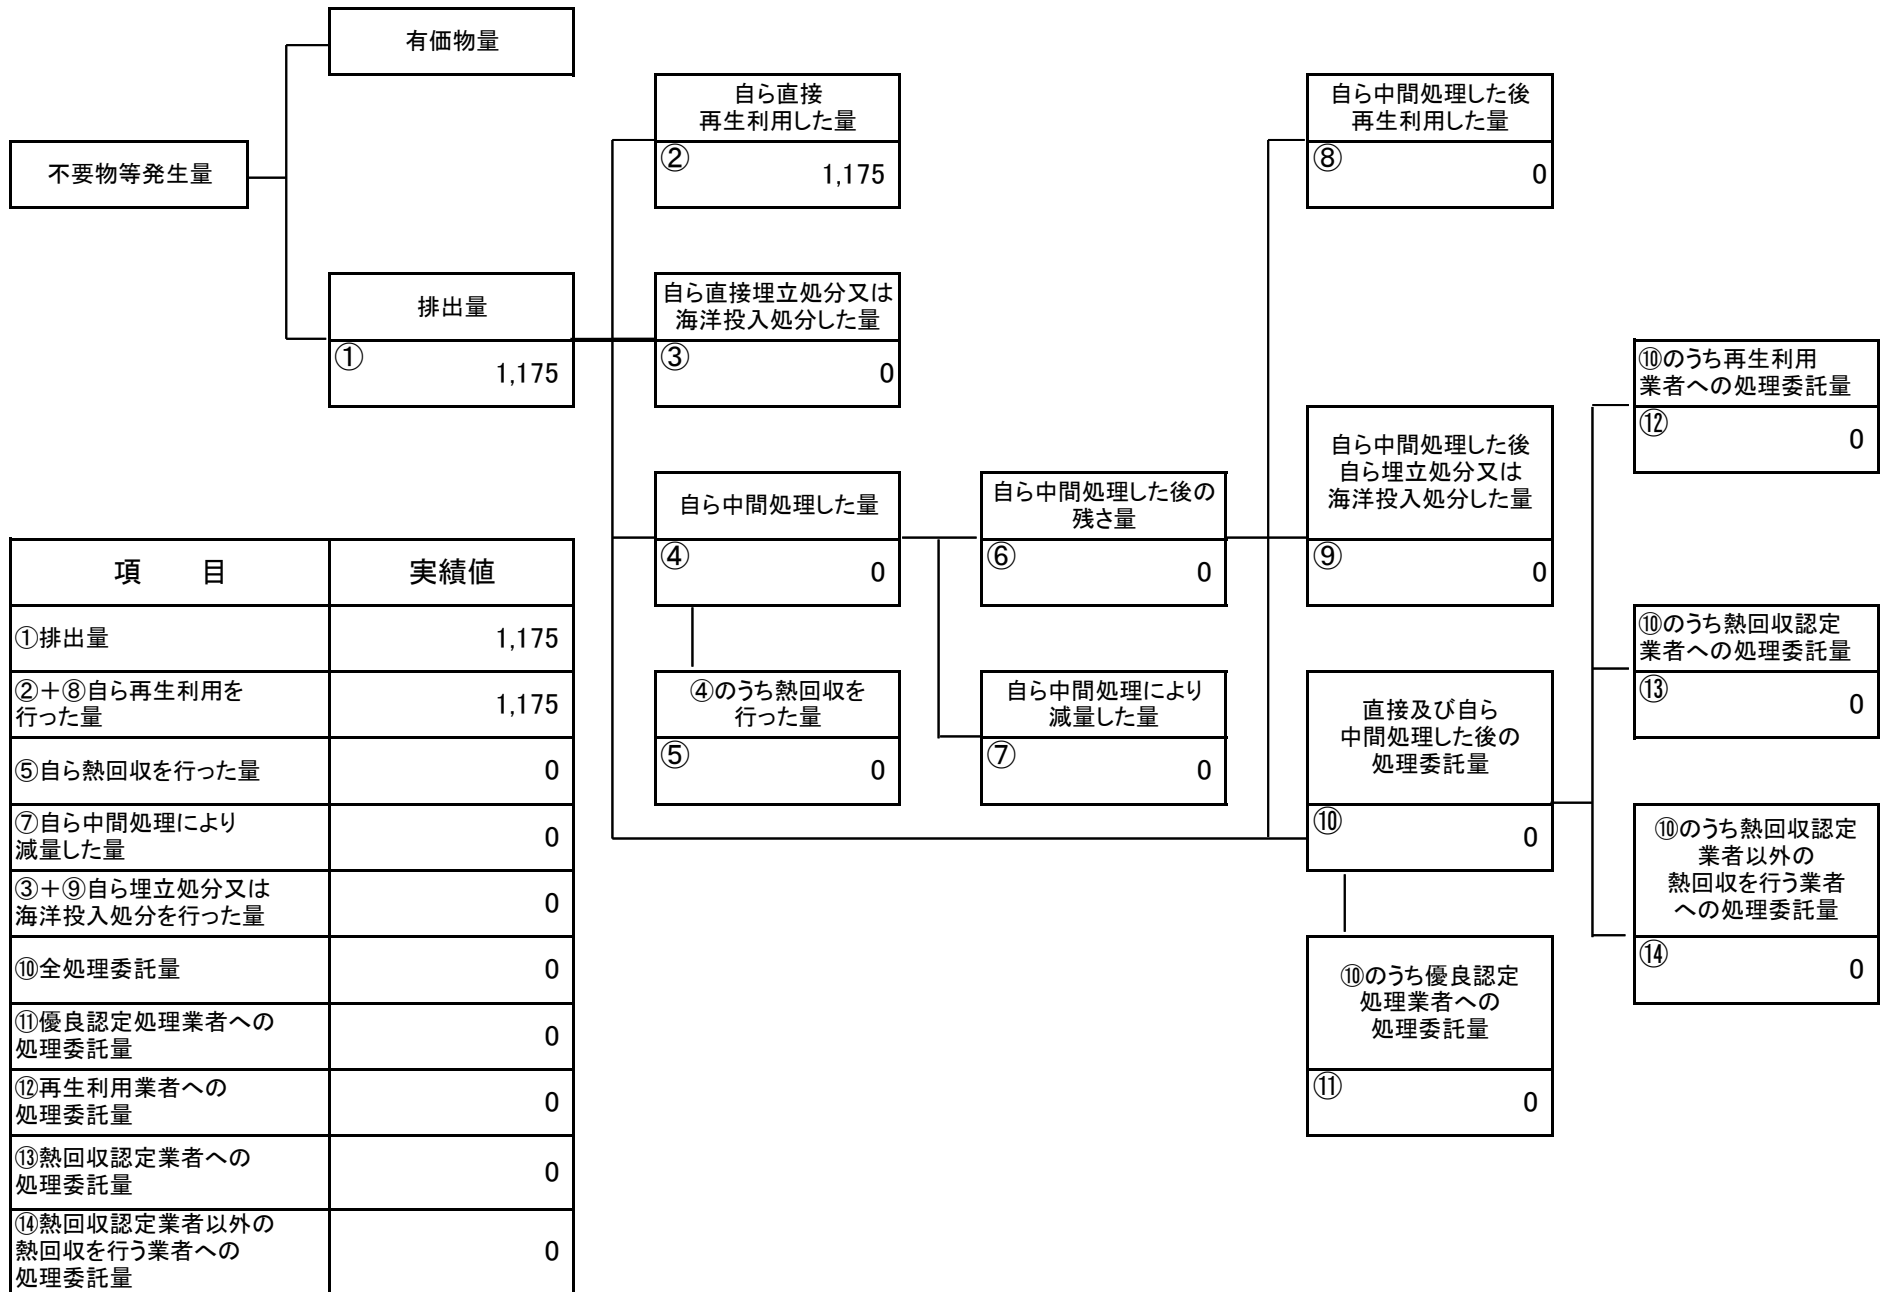 有価物量
不要物等発生量
排出量
①
1,175
自ら直接
再生利用した量
②
1,175
自ら直接埋立処分又は
海洋投入処分した量
③
0
自ら中間処理した量
④
0
④のうち熱回収を
行った量
⑤
0
自ら中間処理した後の
残さ量
⑥
0
自ら中間処理により
減量した量
⑦
0
自ら中間処理した後
再生利用した量
⑧
0
自ら中間処理した後
自ら埋立処分又は
海洋投入処分した量
⑨
0
直接及び自ら
中間処理した後の
処理委託量
⑩
0
⑩のうち優良認定
処理業者への
処理委託量
⑪
0
⑩のうち再生利用
業者への処理委託量
⑫
0
⑩のうち熱回収認定
業者への処理委託量
⑬
0
⑩のうち熱回収認定
業者以外の
熱回収を行う業者
への処理委託量
⑭
0
項 目 実績値
①排出量 1,175
②+⑧自ら再生利用を
行った量 1,175
⑤自ら熱回収を行った量 0
⑦自ら中間処理により
減量した量 0
③+⑨自ら埋立処分又は
海洋投入処分を行った量 0
⑩全処理委託量 0
⑪優良認定処理業者への
処理委託量 0
⑫再生利用業者への
処理委託量 0
⑬熱回収認定業者への
処理委託量 0
⑭熱回収認定業者以外の
熱回収を行う業者への
処理委託量 0